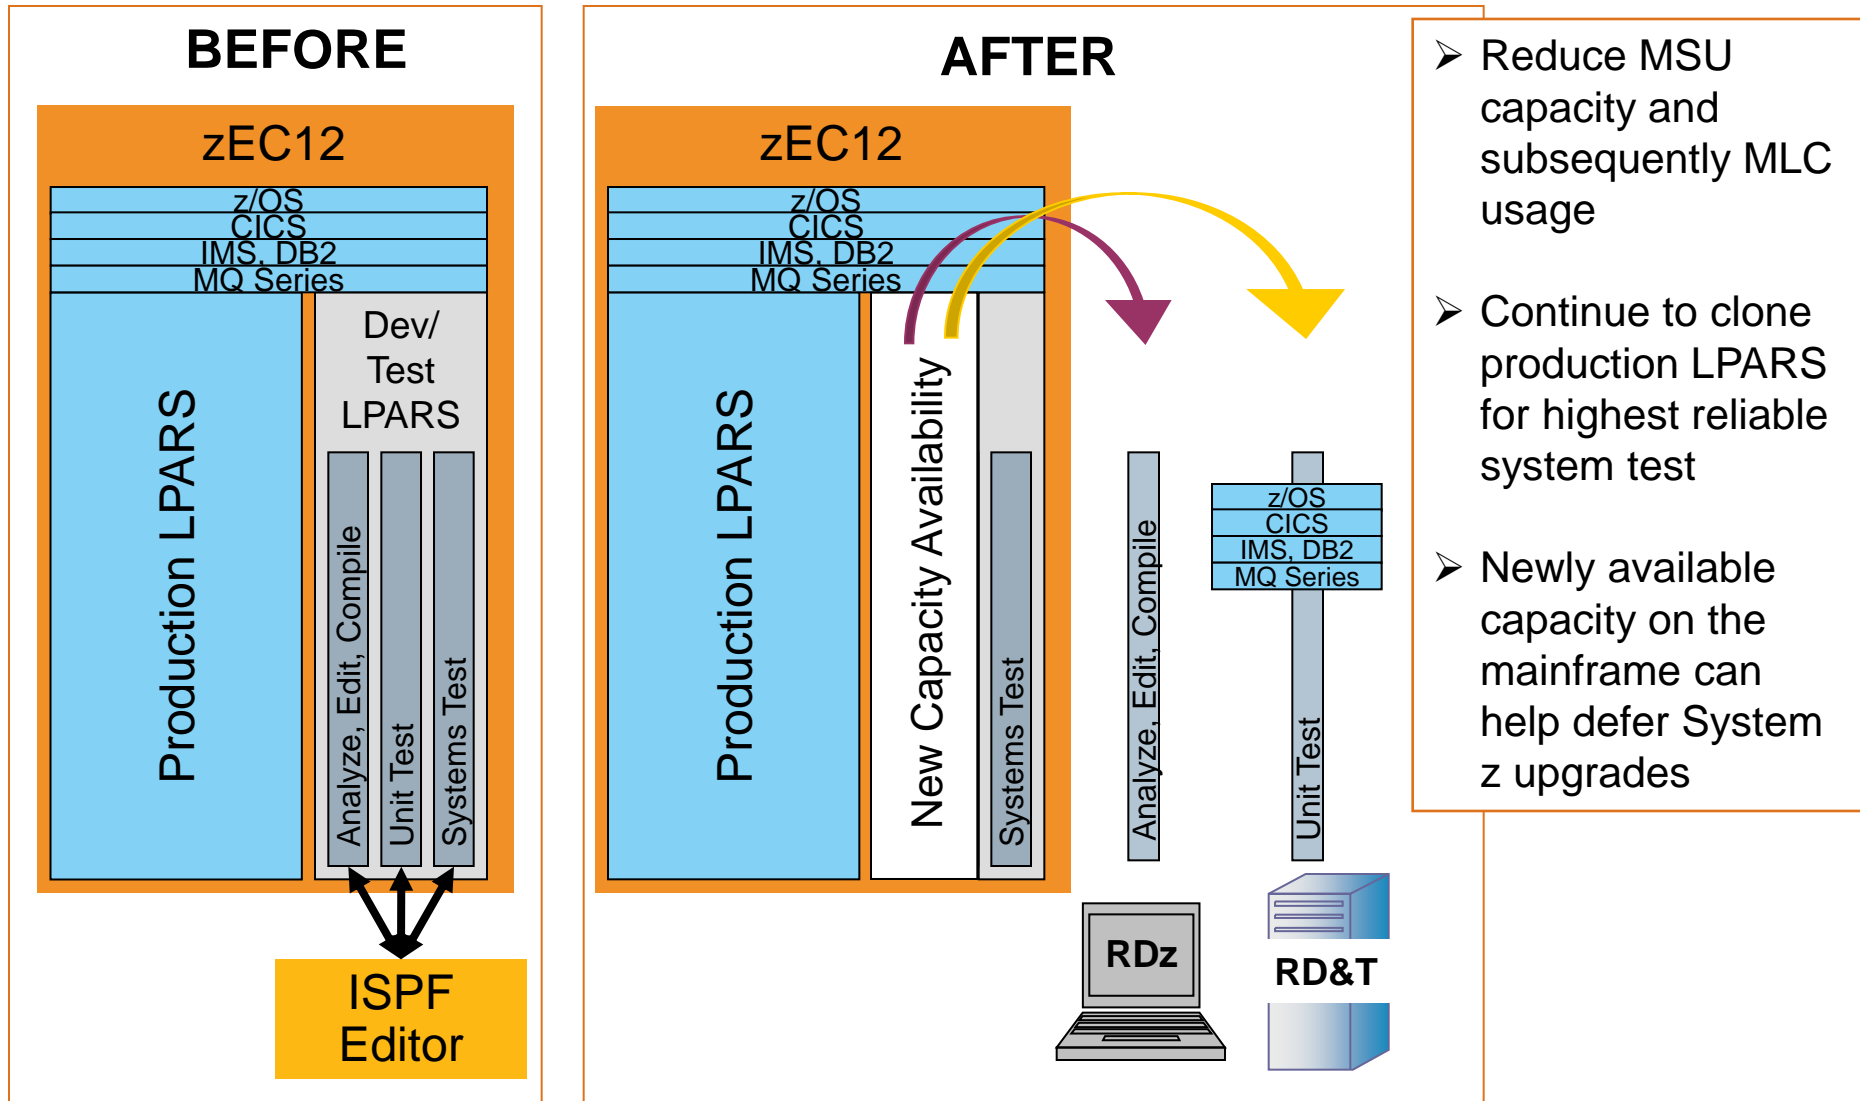 BEFORE
zEC12
z/OS
CICS
IMS, DB2
MQ Series
Production LPARS
Dev/
Test
LPARS
Analyze, Edit, Compile
Unit Test
Systems Test
ISPF
Editor
AFTER
zEC12
z/OS
CICS
IMS, DB2
MQ Series
Production LPARS
New Capacity Availability
Systems Test
Analyze, Edit, Compile
z/OS
CICS
IMS, DB2
MQ Series
Unit Test
RDz
RD&T
➢ Reduce MSU
capacity and
subsequently MLC
usage
➢ Continue to clone
production LPARS
for highest reliable
system test
➢ Newly available
capacity on the
mainframe can
help defer System
z upgrades